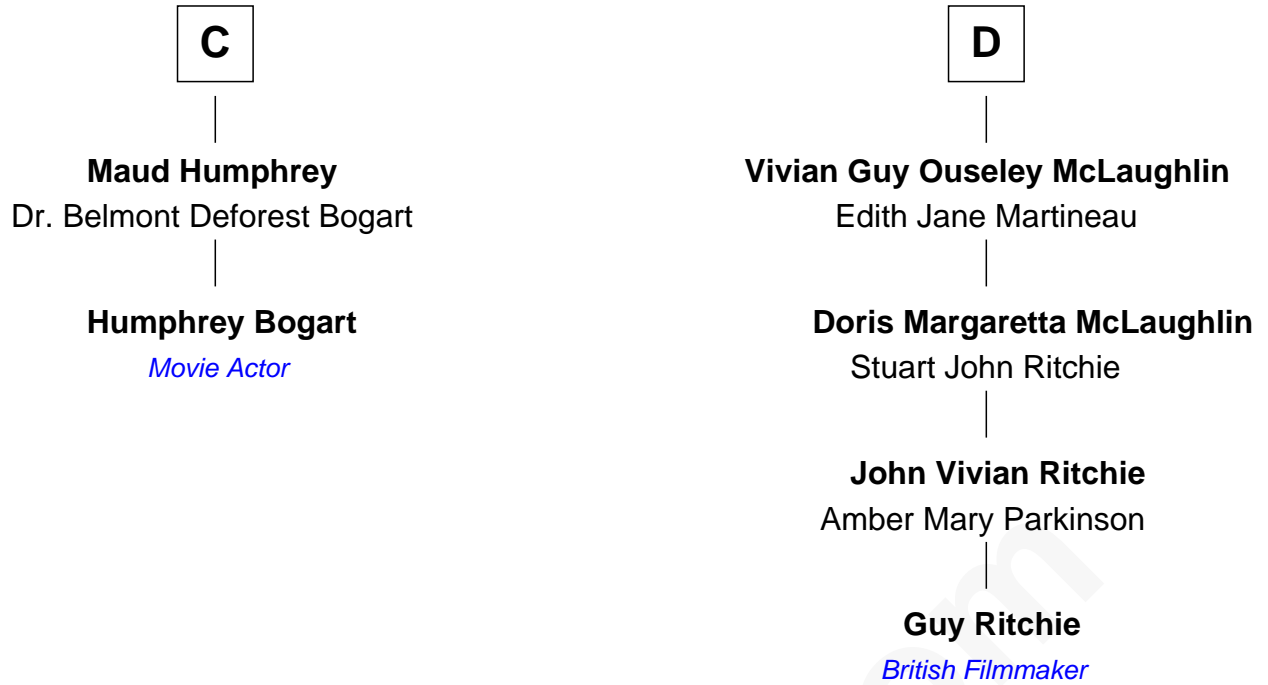 C
Maud Humphrey
Dr. Belmont Deforest Bogart
Humphrey Bogart
Movie Actor
D
Vivian Guy Ouseley McLaughlin
Edith Jane Martineau
Doris Margaretta McLaughlin
Stuart John Ritchie
John Vivian Ritchie
Amber Mary Parkinson
Guy Ritchie
British Filmmaker